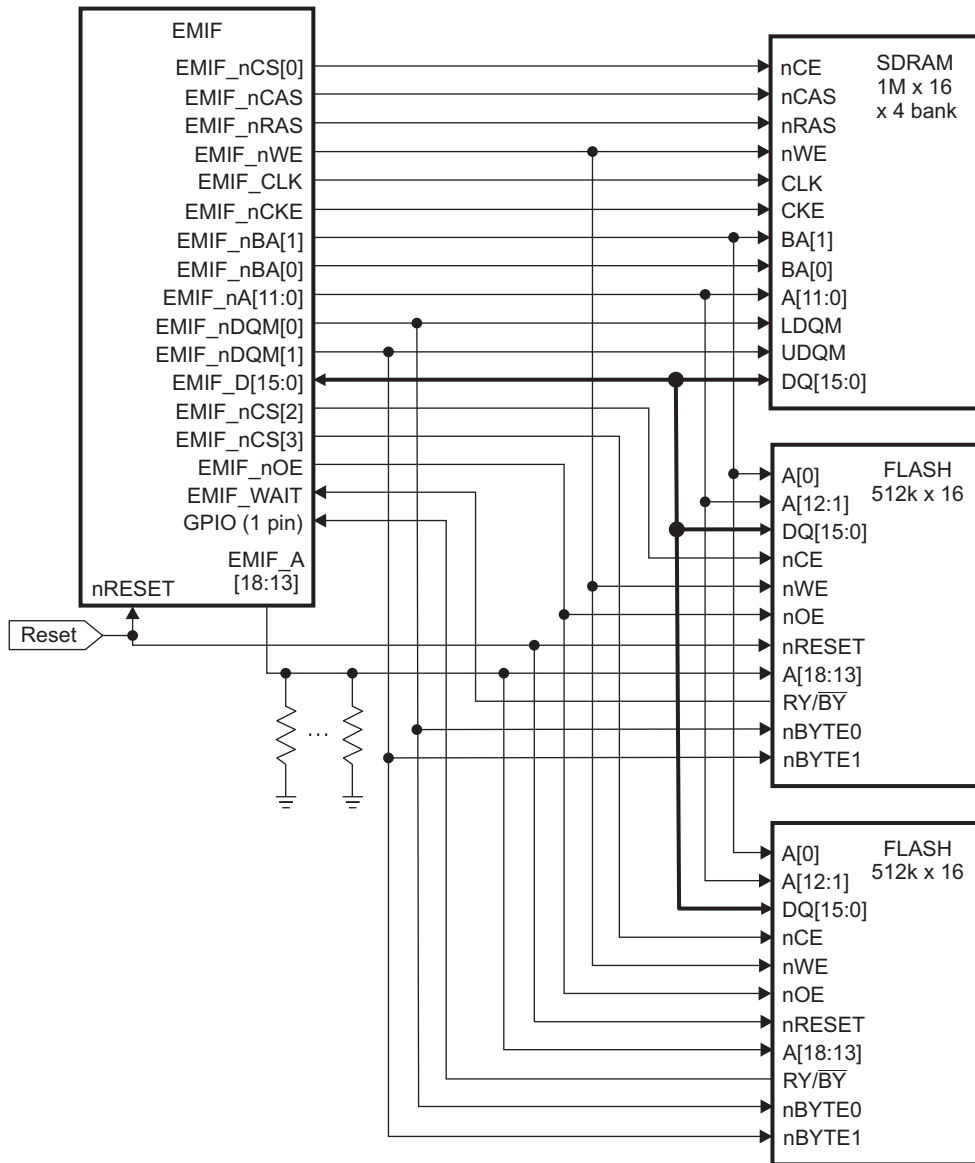 EMIF
EMIF_nCS[0]
EMIF_nCAS
EMIF_nRAS
EMIF_nWE
EMIF_CLK
EMIF_nCKE
EMIF_nBA[1]
EMIF_nBA[0]
EMIF_nA[11:0]
EMIF_nDQM[0]
EMIF_nDQM[1]
EMIF_D[15:0]
EMIF_nCS[2]
EMIF_nCS[3]
EMIF_nOE
EMIF_WAIT
GPIO (1 pin)
EMIF_A
[18:13]
nRESET
Reset
...
SDRAM
1M x 16
x 4 bank
nCE
nCAS
nRAS
nWE
CLK
CKE
BA[1]
BA[0]
A[11:0]
LDQM
UDQM
DQ[15:0]
FLASH
512k x 16
A[0]
A[12:1]
DQ[15:0]
nCE
nWE
nOE
nRESET
A[18:13]
RY/B̅Y̅
nBYTE0
nBYTE1
FLASH
512k x 16
A[0]
A[12:1]
DQ[15:0]
nCE
nWE
nOE
nRESET
A[18:13]
RY/B̅Y̅
nBYTE0
nBYTE1